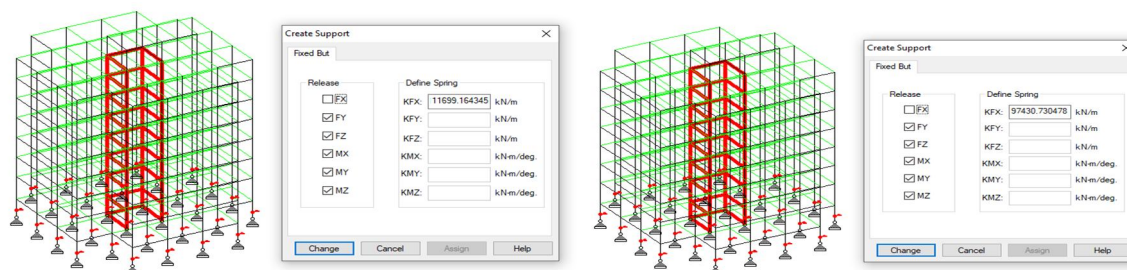 Create Support
Fixed But
Release
Define Spring
FX
KFX: 11699.164345 kN/m
FY
KFY: kN/m
FZ
KFZ: kN/m
MX
KMX: kN-m/deg.
MY
KMY: kN-m/deg.
MZ
KMZ: kN-m/deg.
Change
Cancel
Assign
Help
Create Support
Fixed But
Release
Define Spring
FX
KFX: 97430.730478 kN/m
FY
KFY: kN/m
FZ
KFZ: kN/m
MX
KMX: kN-m/deg.
MY
KMY: kN-m/deg.
MZ
KMZ: kN-m/deg.
Change
Cancel
Assign
Help